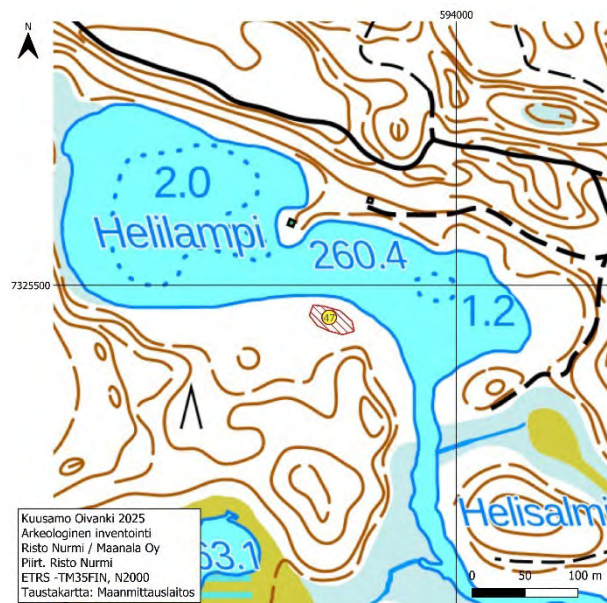 594000
N
2.0
Helilampi
260.4
7325500
1.2
47
Helisalmi
63.1
Kuusamo Oivanki 2025
Arkeologinen inventointi
Risto Nurmi / Maanala Oy
Piirt. Risto Nurmi
ETRS -TM35FIN, N2000
Taustakartta: Maanmittauslaitos
0 50 100 m